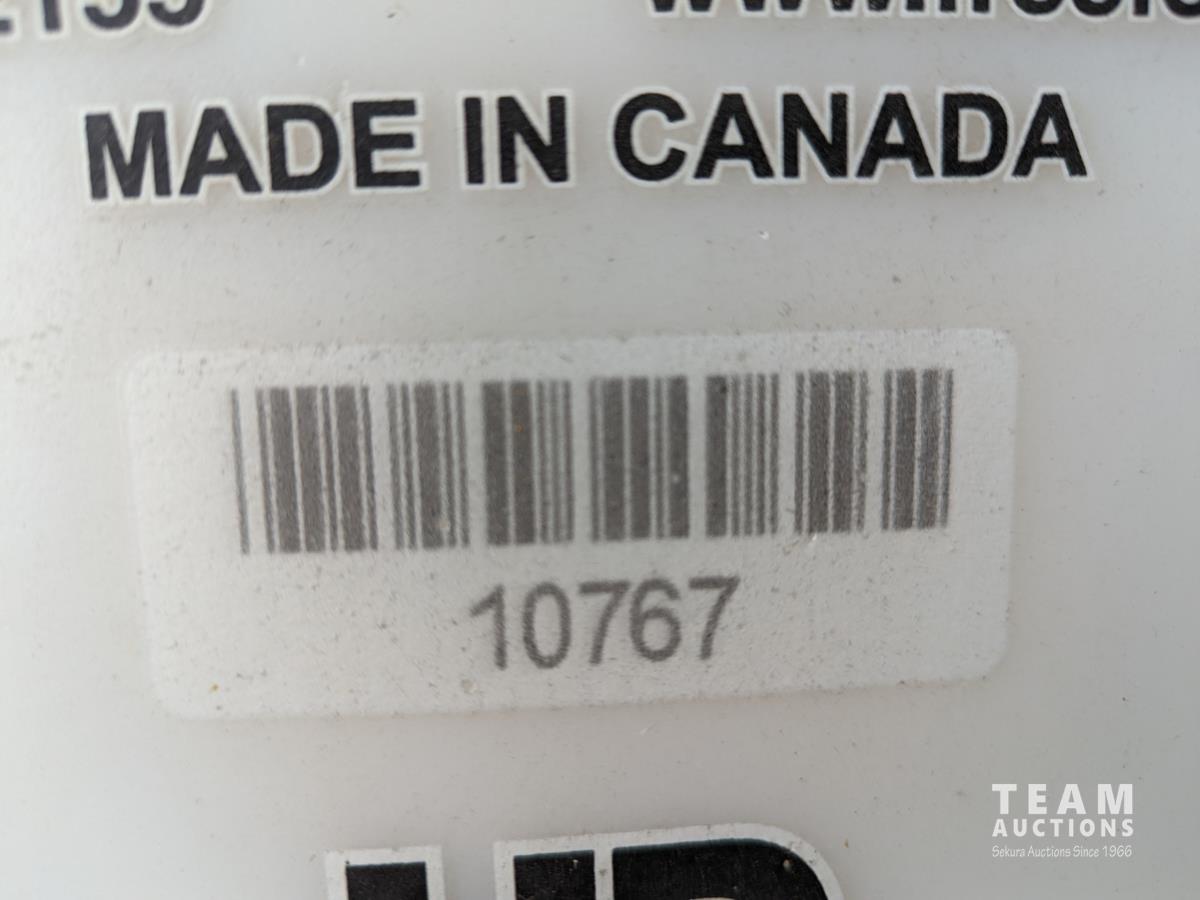 MADE IN CANADA
10767
TEAM
AUCTIONS
Sekura Auctions Since 1966